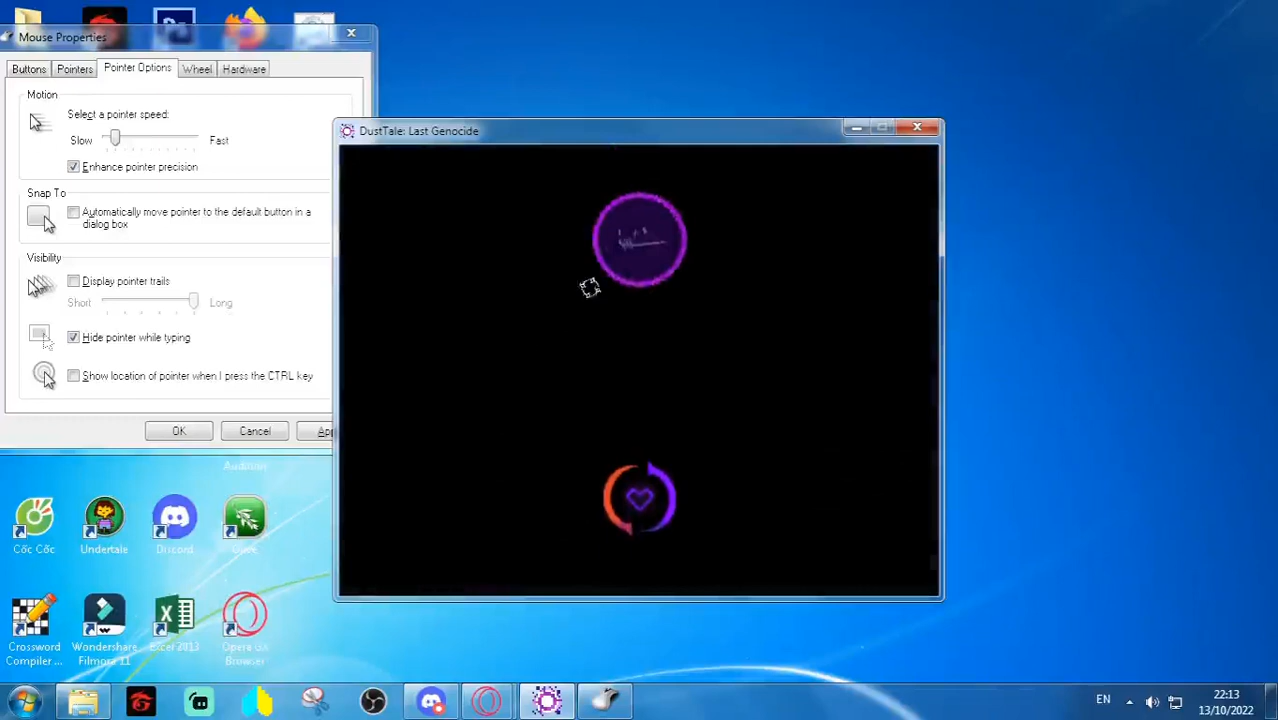 Mouse Properties
Buttons
Pointers
Pointer Options
Wheel
Hardware
Motion
Select a pointer speed:
Slow
Fast
Enhance pointer precision
Snap To
Automatically move pointer to the default button in a
dialog box
Visibility
Display pointer trails
Short
Long
Hide pointer while typing
Show location of pointer when I press the CTRL key
OK
Cancel
DustTale: Last Genocide
Audition
Cốc Cốc
Undertale
Discord
Crossword
Compiler ...
Wondershare
Filmora 11
Excel 2013
Opera GX
Browser
EN
22:13
13/10/2022